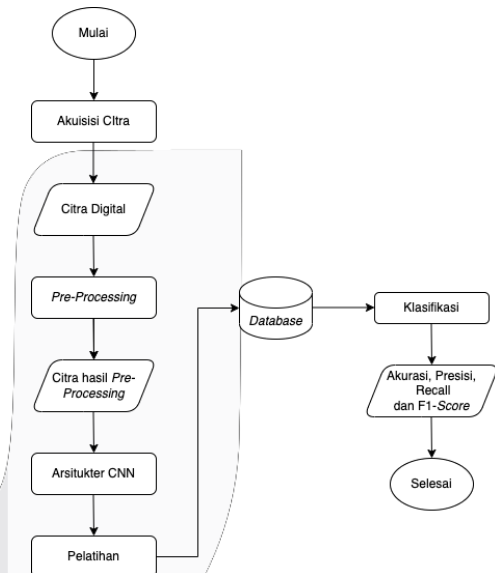 Mulai
Akuisisi CItra
Citra Digital
Pre-Processing
Citra hasil Pre-
Processing
Arsitukter CNN
Pelatihan
Database
Klasifikasi
Akurasi, Presisi,
Recall
dan F1-Score
Selesai